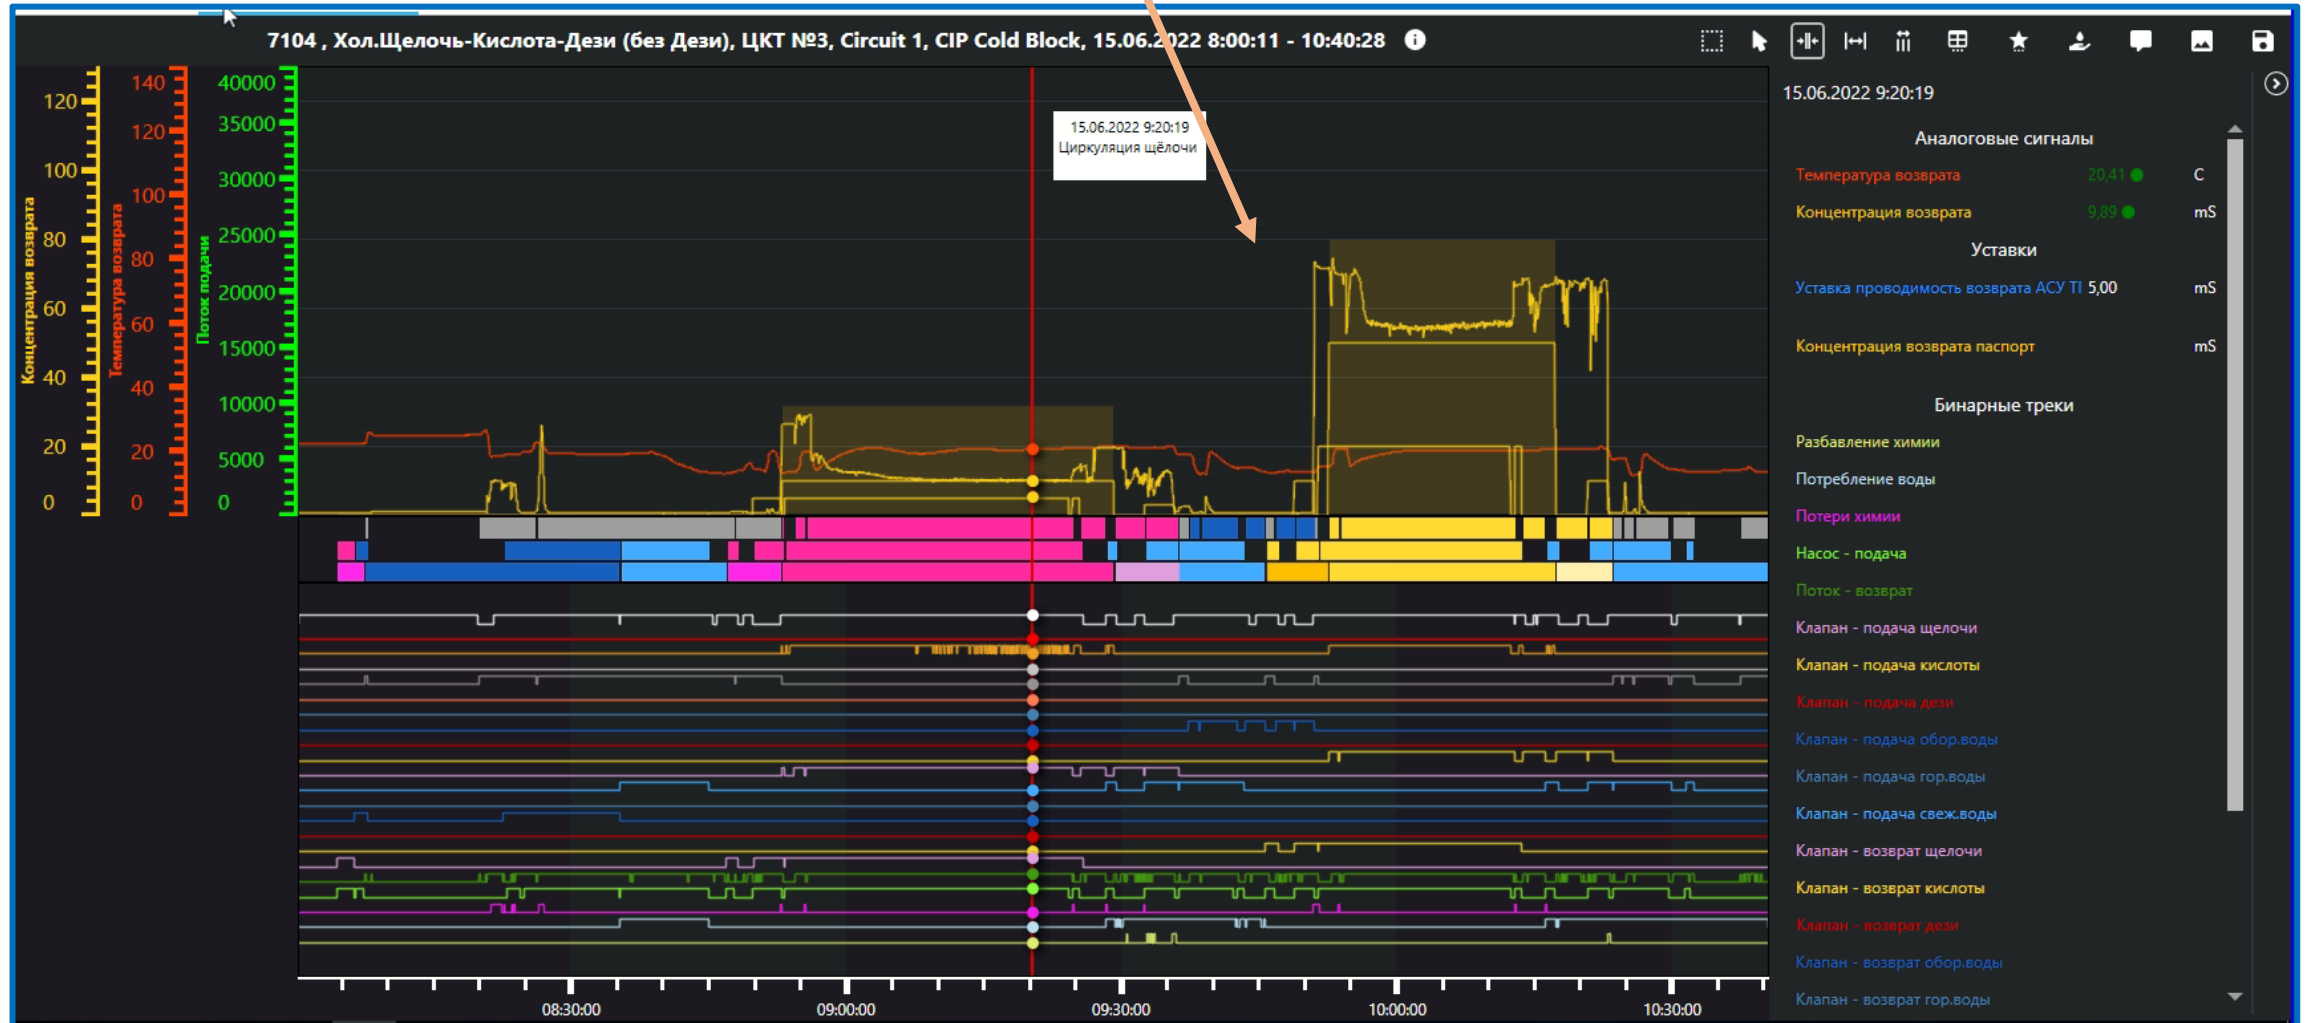 7104 , Хол.Щелочь-Кислота-Дези (без Дези), ЦКТ №3, Circuit 1, CIP Cold Block, 15.06.2022 8:00:11 - 10:40:28
Концентрация возврата
120
100
80
60
40
20
0
Температура возврата
140
120
100
80
60
40
20
0
Поток подачи
40000
35000
30000
25000
20000
15000
10000
5000
0
15.06.2022 9:20:19
Циркуляция щёлочи
08:30:00
09:00:00
09:30:00
10:00:00
10:30:00
15.06.2022 9:20:19
Аналоговые сигналы
Температура возврата 20,41 C
Концентрация возврата 9,89 mS
Уставки
Уставка проводимость возврата АСУ ТІ 5,00 mS
Концентрация возврата паспорт mS
Бинарные треки
Разбавление химии
Потребление воды
Потери химии
Насос - подача
Поток - возврат
Клапан - подача щелочи
Клапан - подача кислоты
Клапан - подача дези
Клапан - подача обор.воды
Клапан - подача гор.воды
Клапан - подача свеж.воды
Клапан - возврат щелочи
Клапан - возврат кислоты
Клапан - возврат дези
Клапан - возврат обор.воды
Клапан - возврат гор.воды